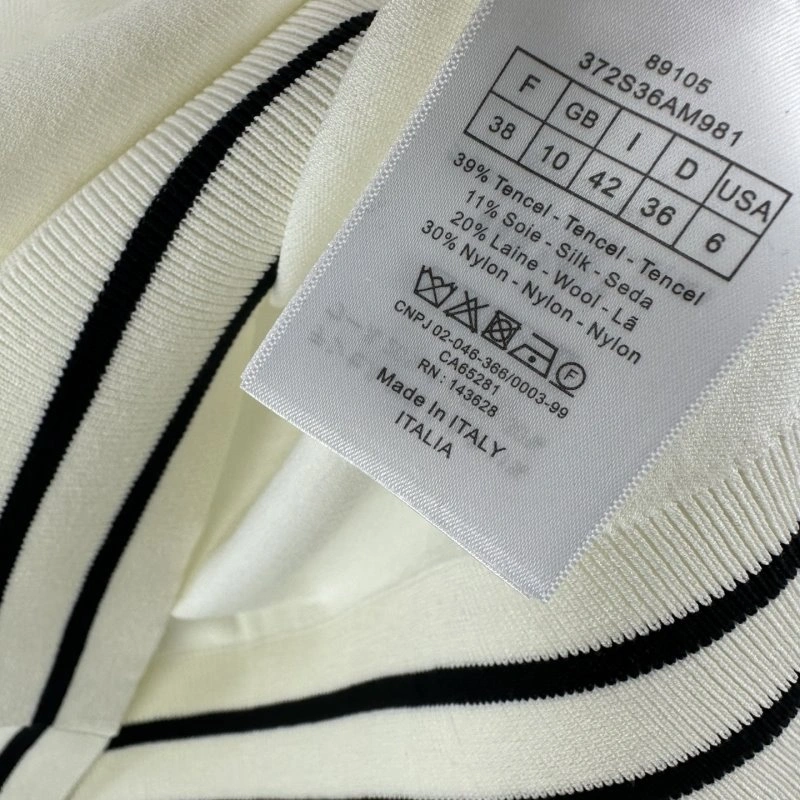 89105
372S36AM981
F GB I D USA
38 10 42 36 6
39% Tencel - Tencel - Tencel
11% Soie - Silk - Seda
20% Laine - Wool - Lã
30% Nylon - Nylon - Nylon
F
CNPJ 02-046-366/0003-99
CA65281
RN : 143628
Made In ITALY
ITALIA